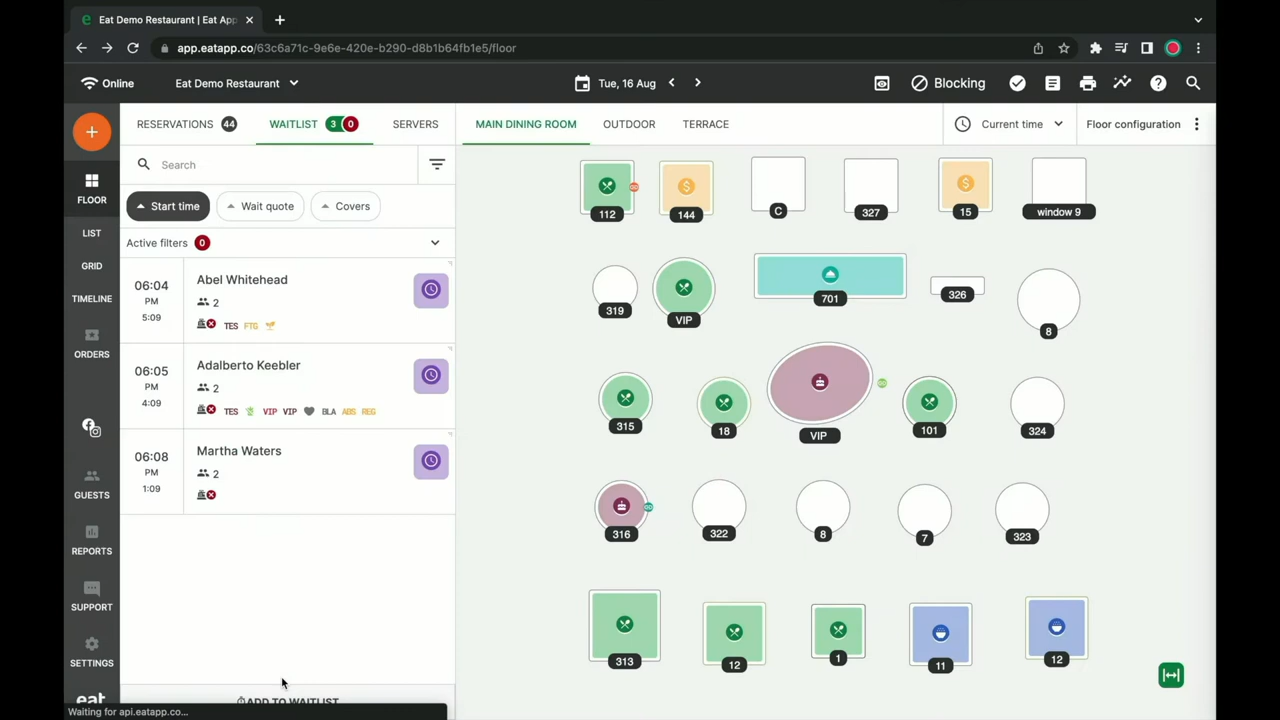 Eat Demo Restaurant | Eat App
app.eatapp.co/63c6a71c-9e6e-420e-b290-d8b1b64fb1e5/floor
Online
Eat Demo Restaurant
Tue, 16 Aug
Blocking
RESERVATIONS 44
WAITLIST 3 0
SERVERS
MAIN DINING ROOM
OUTDOOR
TERRACE
Current time
Floor configuration
FLOOR
LIST
GRID
TIMELINE
ORDERS
GUESTS
REPORTS
SUPPORT
SETTINGS
eat
Search
Start time
Wait quote
Covers
Active filters 0
06:04
PM
5:09
Abel Whitehead
2
TES FTG
06:05
PM
4:09
Adalberto Keebler
2
TES VIP VIP BLA ABS REG
06:08
PM
1:09
Martha Waters
2
ADD TO WAITLIST
Waiting for api.eatapp.co...
112
144
C
327
15
window 9
319
VIP
701
326
8
315
18
VIP
101
324
316
322
8
7
323
313
12
1
11
12